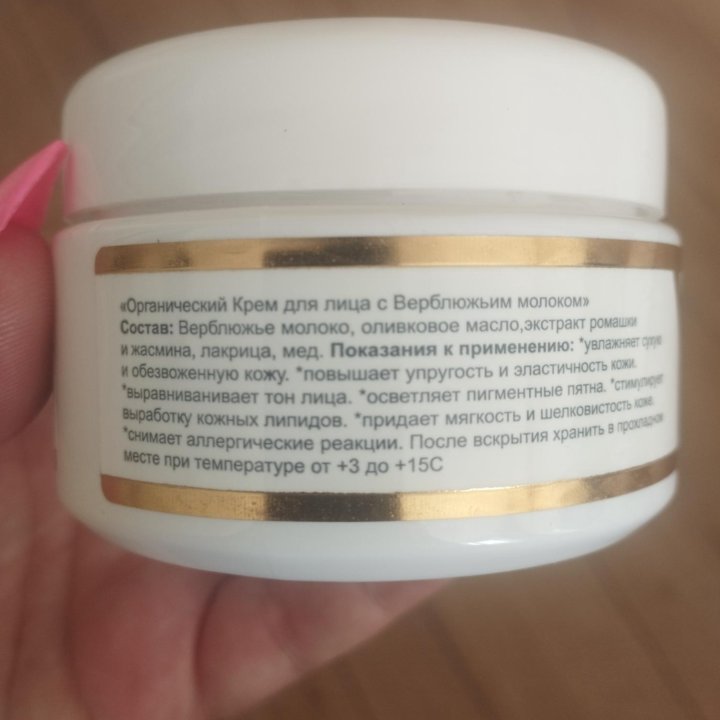 «Органический Крем для лица с Верблюжьим молоком»
Состав: Верблюжье молоко, оливковое масло,экстракт ромашки
и жасмина, лакрица, мед. Показания к применению: *увлажняет сухую
и обезвоженную кожу. *повышает упругость и эластичность кожи.
*выравниванивает тон лица. *осветляет пигментные пятна. *стимулирует
выработку кожных липидов. *придает мягкость и шелковистость коже.
*снимает аллергические реакции. После вскрытия хранить в прохладном
месте при температуре от +3 до +15С